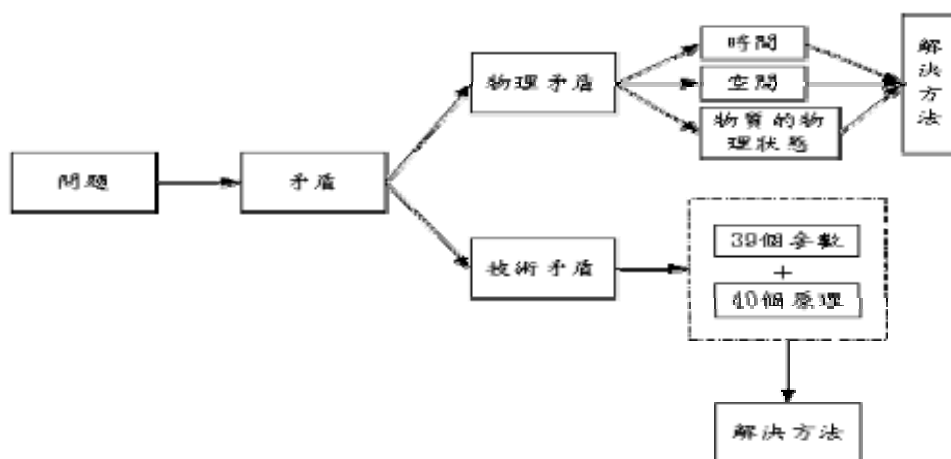 問題
矛盾
物理矛盾
時間
空間
物質的物
理狀態
解決方法
技術矛盾
39個參數
+
40個原理
解決方法